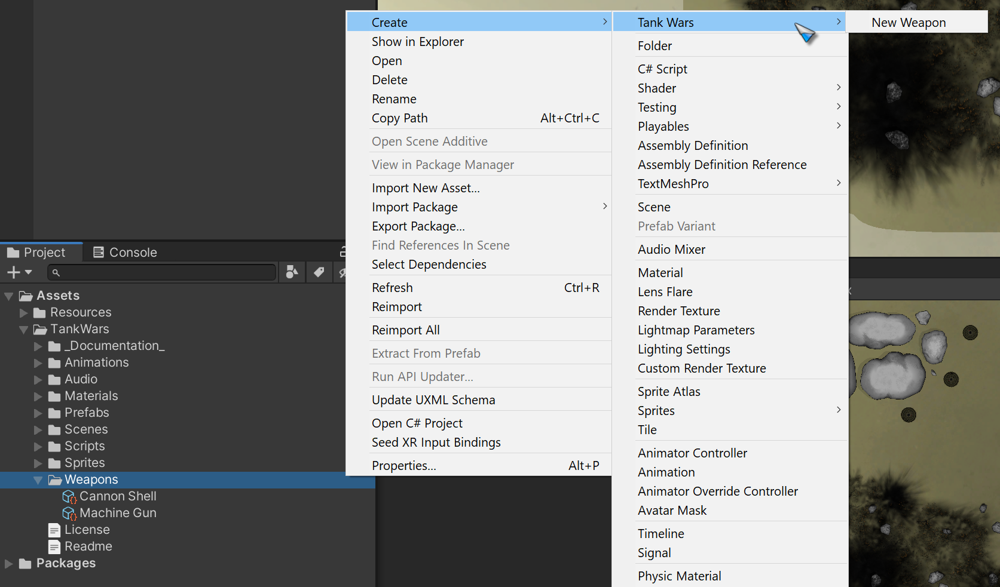 Create
Show in Explorer
Open
Delete
Rename
Copy Path Alt+Ctrl+C
Open Scene Additive
View in Package Manager
Import New Asset...
Import Package
Export Package...
Find References In Scene
Select Dependencies
Refresh Ctrl+R
Reimport
Reimport All
Extract From Prefab
Run API Updater...
Update UXML Schema
Open C# Project
Seed XR Input Bindings
Properties... Alt+P
Tank Wars
Folder
C# Script
Shader
Testing
Playables
Assembly Definition
Assembly Definition Reference
TextMeshPro
Scene
Prefab Variant
Audio Mixer
Material
Lens Flare
Render Texture
Lightmap Parameters
Lighting Settings
Custom Render Texture
Sprite Atlas
Sprites
Tile
Animator Controller
Animation
Animator Override Controller
Avatar Mask
Timeline
Signal
Physic Material
New Weapon
Project
Console
Assets
Resources
TankWars
_Documentation_
Animations
Audio
Materials
Prefabs
Scenes
Scripts
Sprites
Weapons
Cannon Shell
Machine Gun
License
Readme
Packages